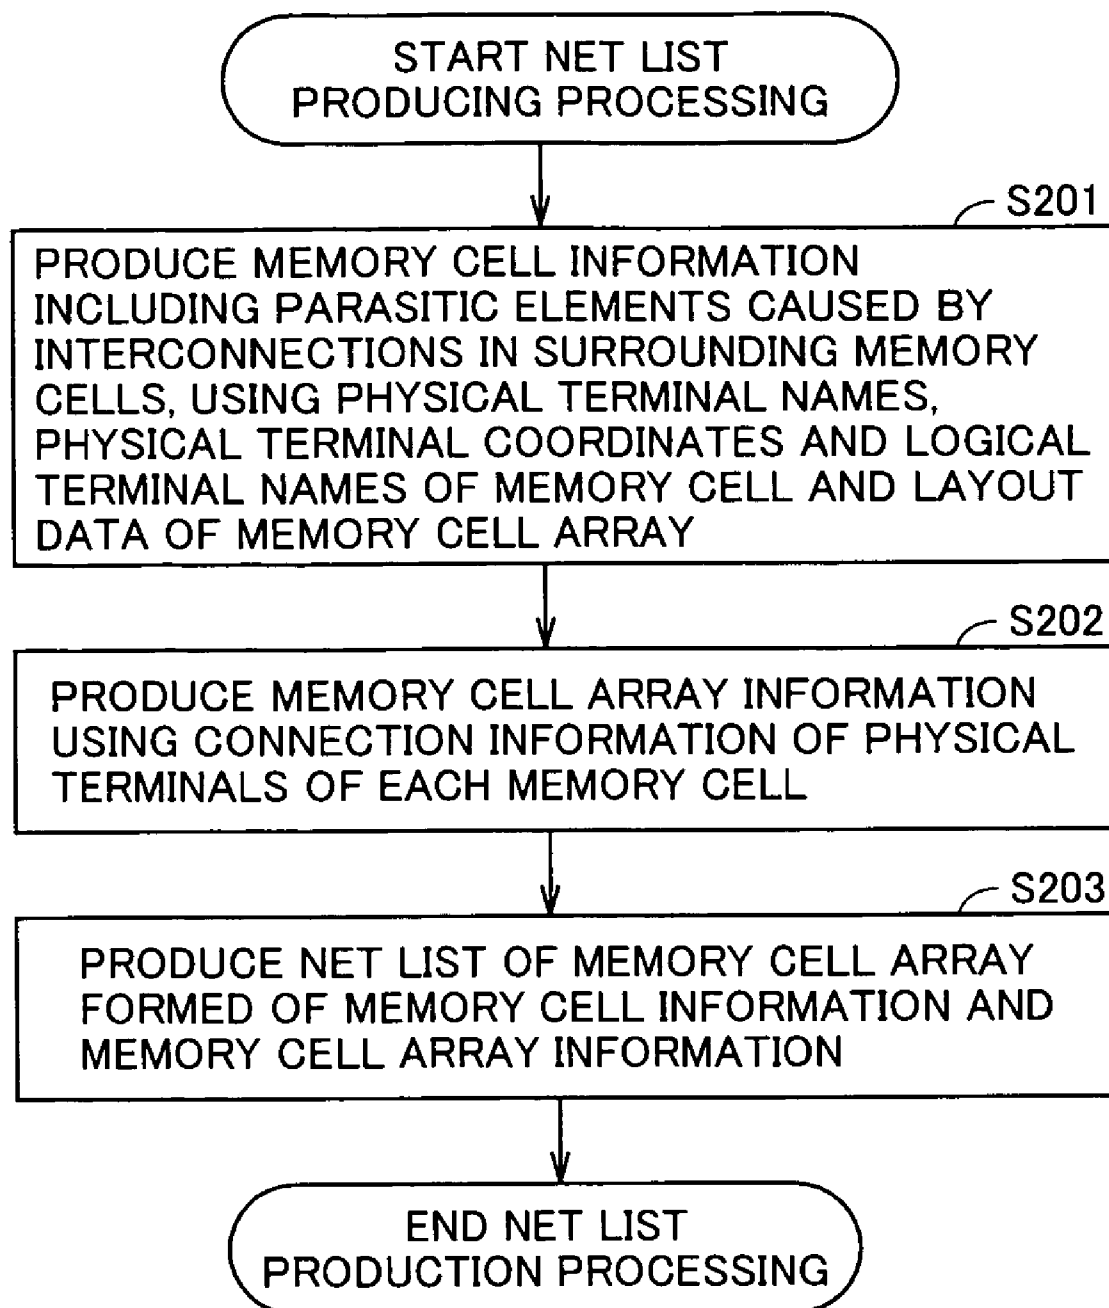 START NET LIST
PRODUCING PROCESSING
S201
PRODUCE MEMORY CELL INFORMATION
INCLUDING PARASITIC ELEMENTS CAUSED BY
INTERCONNECTIONS IN SURROUNDING MEMORY
CELLS, USING PHYSICAL TERMINAL NAMES,
PHYSICAL TERMINAL COORDINATES AND LOGICAL
TERMINAL NAMES OF MEMORY CELL AND LAYOUT
DATA OF MEMORY CELL ARRAY
S202
PRODUCE MEMORY CELL ARRAY INFORMATION
USING CONNECTION INFORMATION OF PHYSICAL
TERMINALS OF EACH MEMORY CELL
S203
PRODUCE NET LIST OF MEMORY CELL ARRAY
FORMED OF MEMORY CELL INFORMATION AND
MEMORY CELL ARRAY INFORMATION
END NET LIST
PRODUCTION PROCESSING